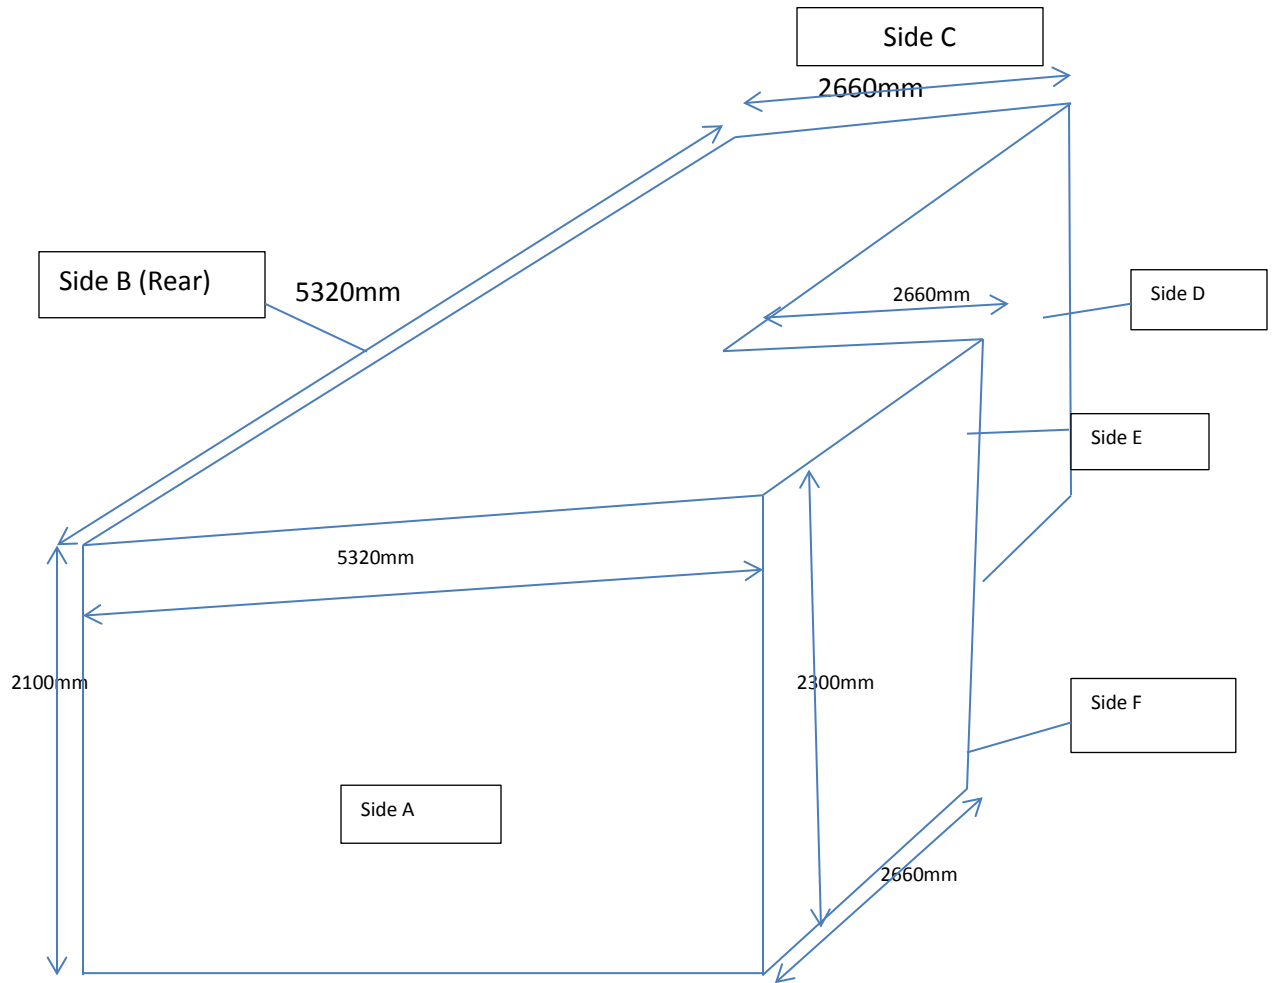 Side C
2660mm
Side B (Rear)
5320mm
2660mm
Side D
Side E
5320mm
2100mm
2300mm
Side F
Side A
2660mm